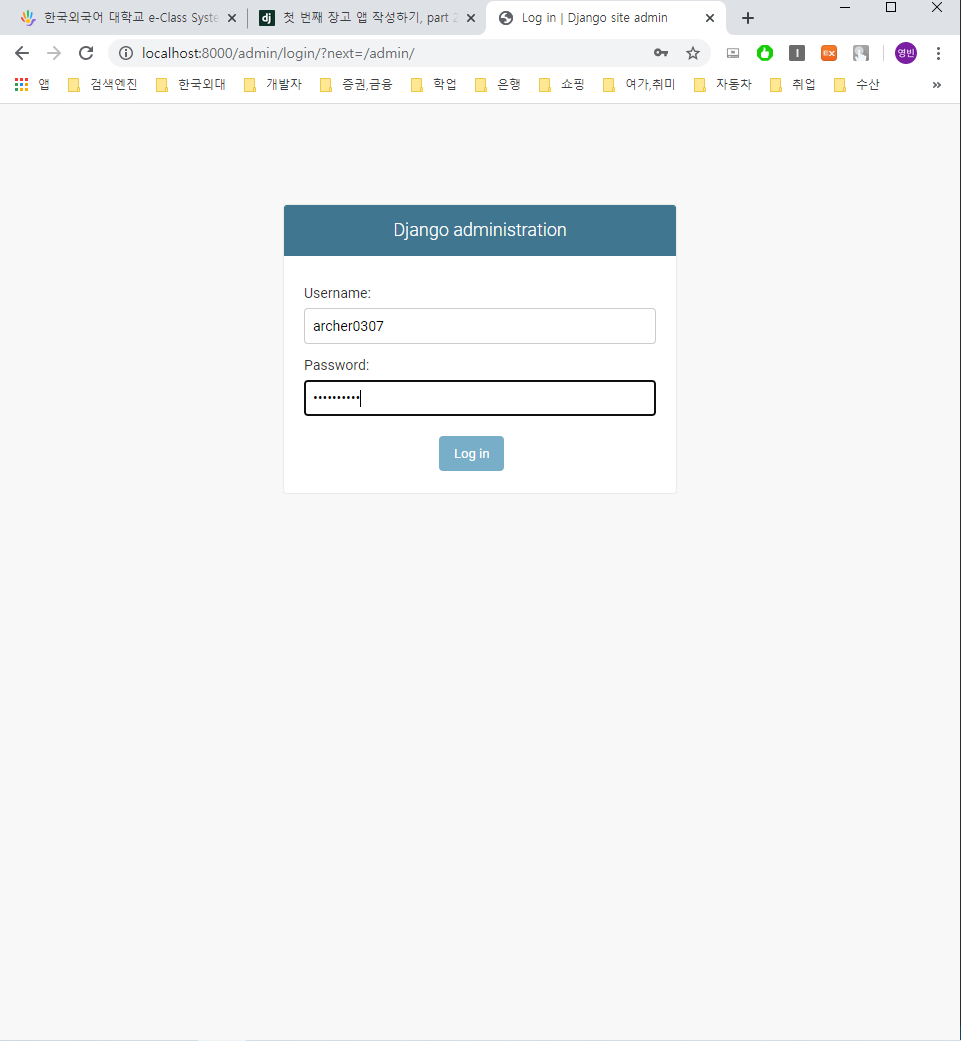 한국외국어 대학교 e-Class Syste
첫 번째 장고 앱 작성하기, part 2
Log in | Django site admin
localhost:8000/admin/login/?next=/admin/
영빈
앱 검색엔진 한국외대 개발자 증권,금융 학업 은행 쇼핑 여가,취미 자동차 취업 수산 »
Django administration
Username:
archer0307
Password:
••••••••••
Log in